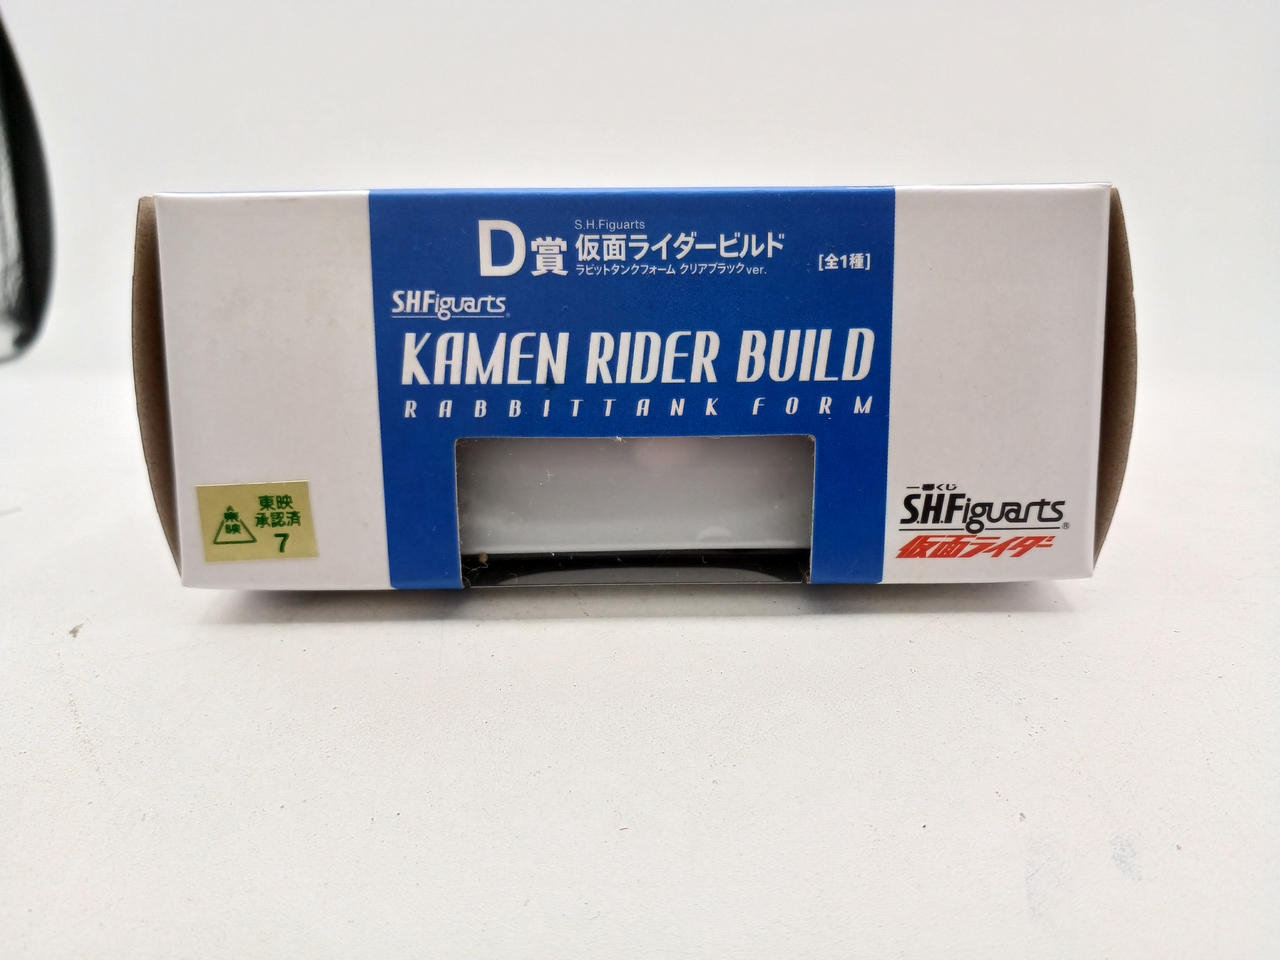 D賞
S.H.Figuarts
仮面ライダービルド
ラビットタンクフォーム クリアブラックver.
[全1種]
S.H.Figuarts
KAMEN RIDER BUILD
RABBITTANK FORM
東映
承認済
7
東映
一番くじ
S.H.Figuarts®
仮面ライダー